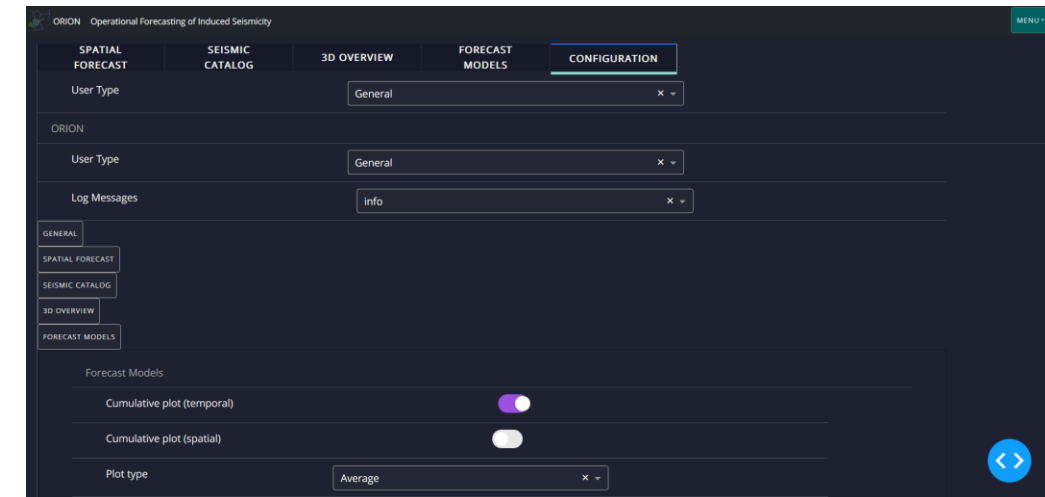 ORION Operational Forecasting of Induced Seismicity
MENU
SPATIAL FORECAST
SEISMIC CATALOG
3D OVERVIEW
FORECAST MODELS
CONFIGURATION
User Type
General
ORION
User Type
General
Log Messages
info
GENERAL
SPATIAL FORECAST
SEISMIC CATALOG
3D OVERVIEW
FORECAST MODELS
Forecast Models
Cumulative plot (temporal)
Cumulative plot (spatial)
Plot type
Average